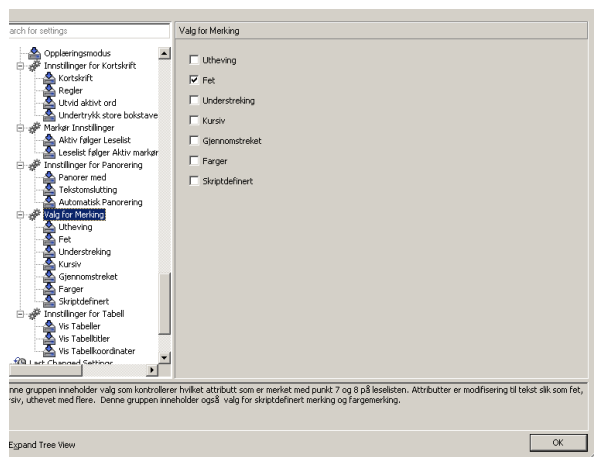 arch for settings
Opplæringsmodus
Innstillinger for Kortskrift
Kortskrift
Regler
Utvid aktivt ord
Undertrykk store bokstave
Markør Innstillinger
Aktiv følger Leselist
Leselist følger Aktiv markør
Innstillinger for Panorering
Panorer med
Tekstomslutting
Automatisk Panorering
Valg for Merking
Utheving
Fet
Understreking
Kursiv
Gjennomstreket
Farger
Skriptdefinert
Innstillinger for Tabell
Vis Tabeller
Vis Tabelltitler
Vis Tabellkoordinater
Last Changed Settings
Valg for Merking
Utheving
Fet
Understreking
Kursiv
Gjennomstreket
Farger
Skriptdefinert
nne gruppen inneholder valg som kontrollerer hvilket attributt som er merket med punkt 7 og 8 på leselisten. Attributter er modifisering til tekst slik som fet,
rsiv, uthevet med flere. Denne gruppen inneholder også valg for skriptdefinert merking og fargemerking.
Expand Tree View
OK